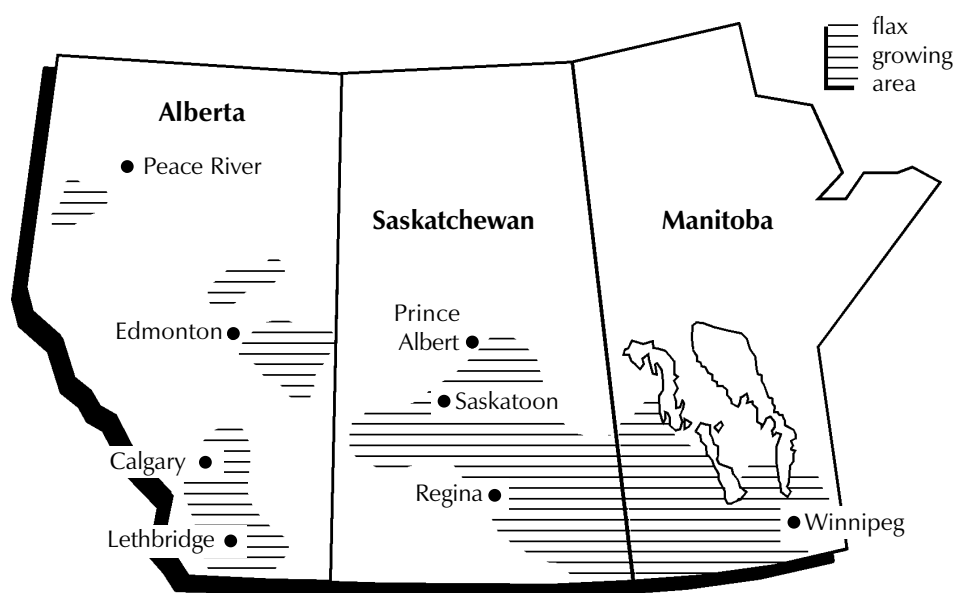 flax
growing
area
Alberta
Peace River
Saskatchewan
Manitoba
Prince
Albert
Edmonton
Saskatoon
Calgary
Regina
Winnipeg
Lethbridge